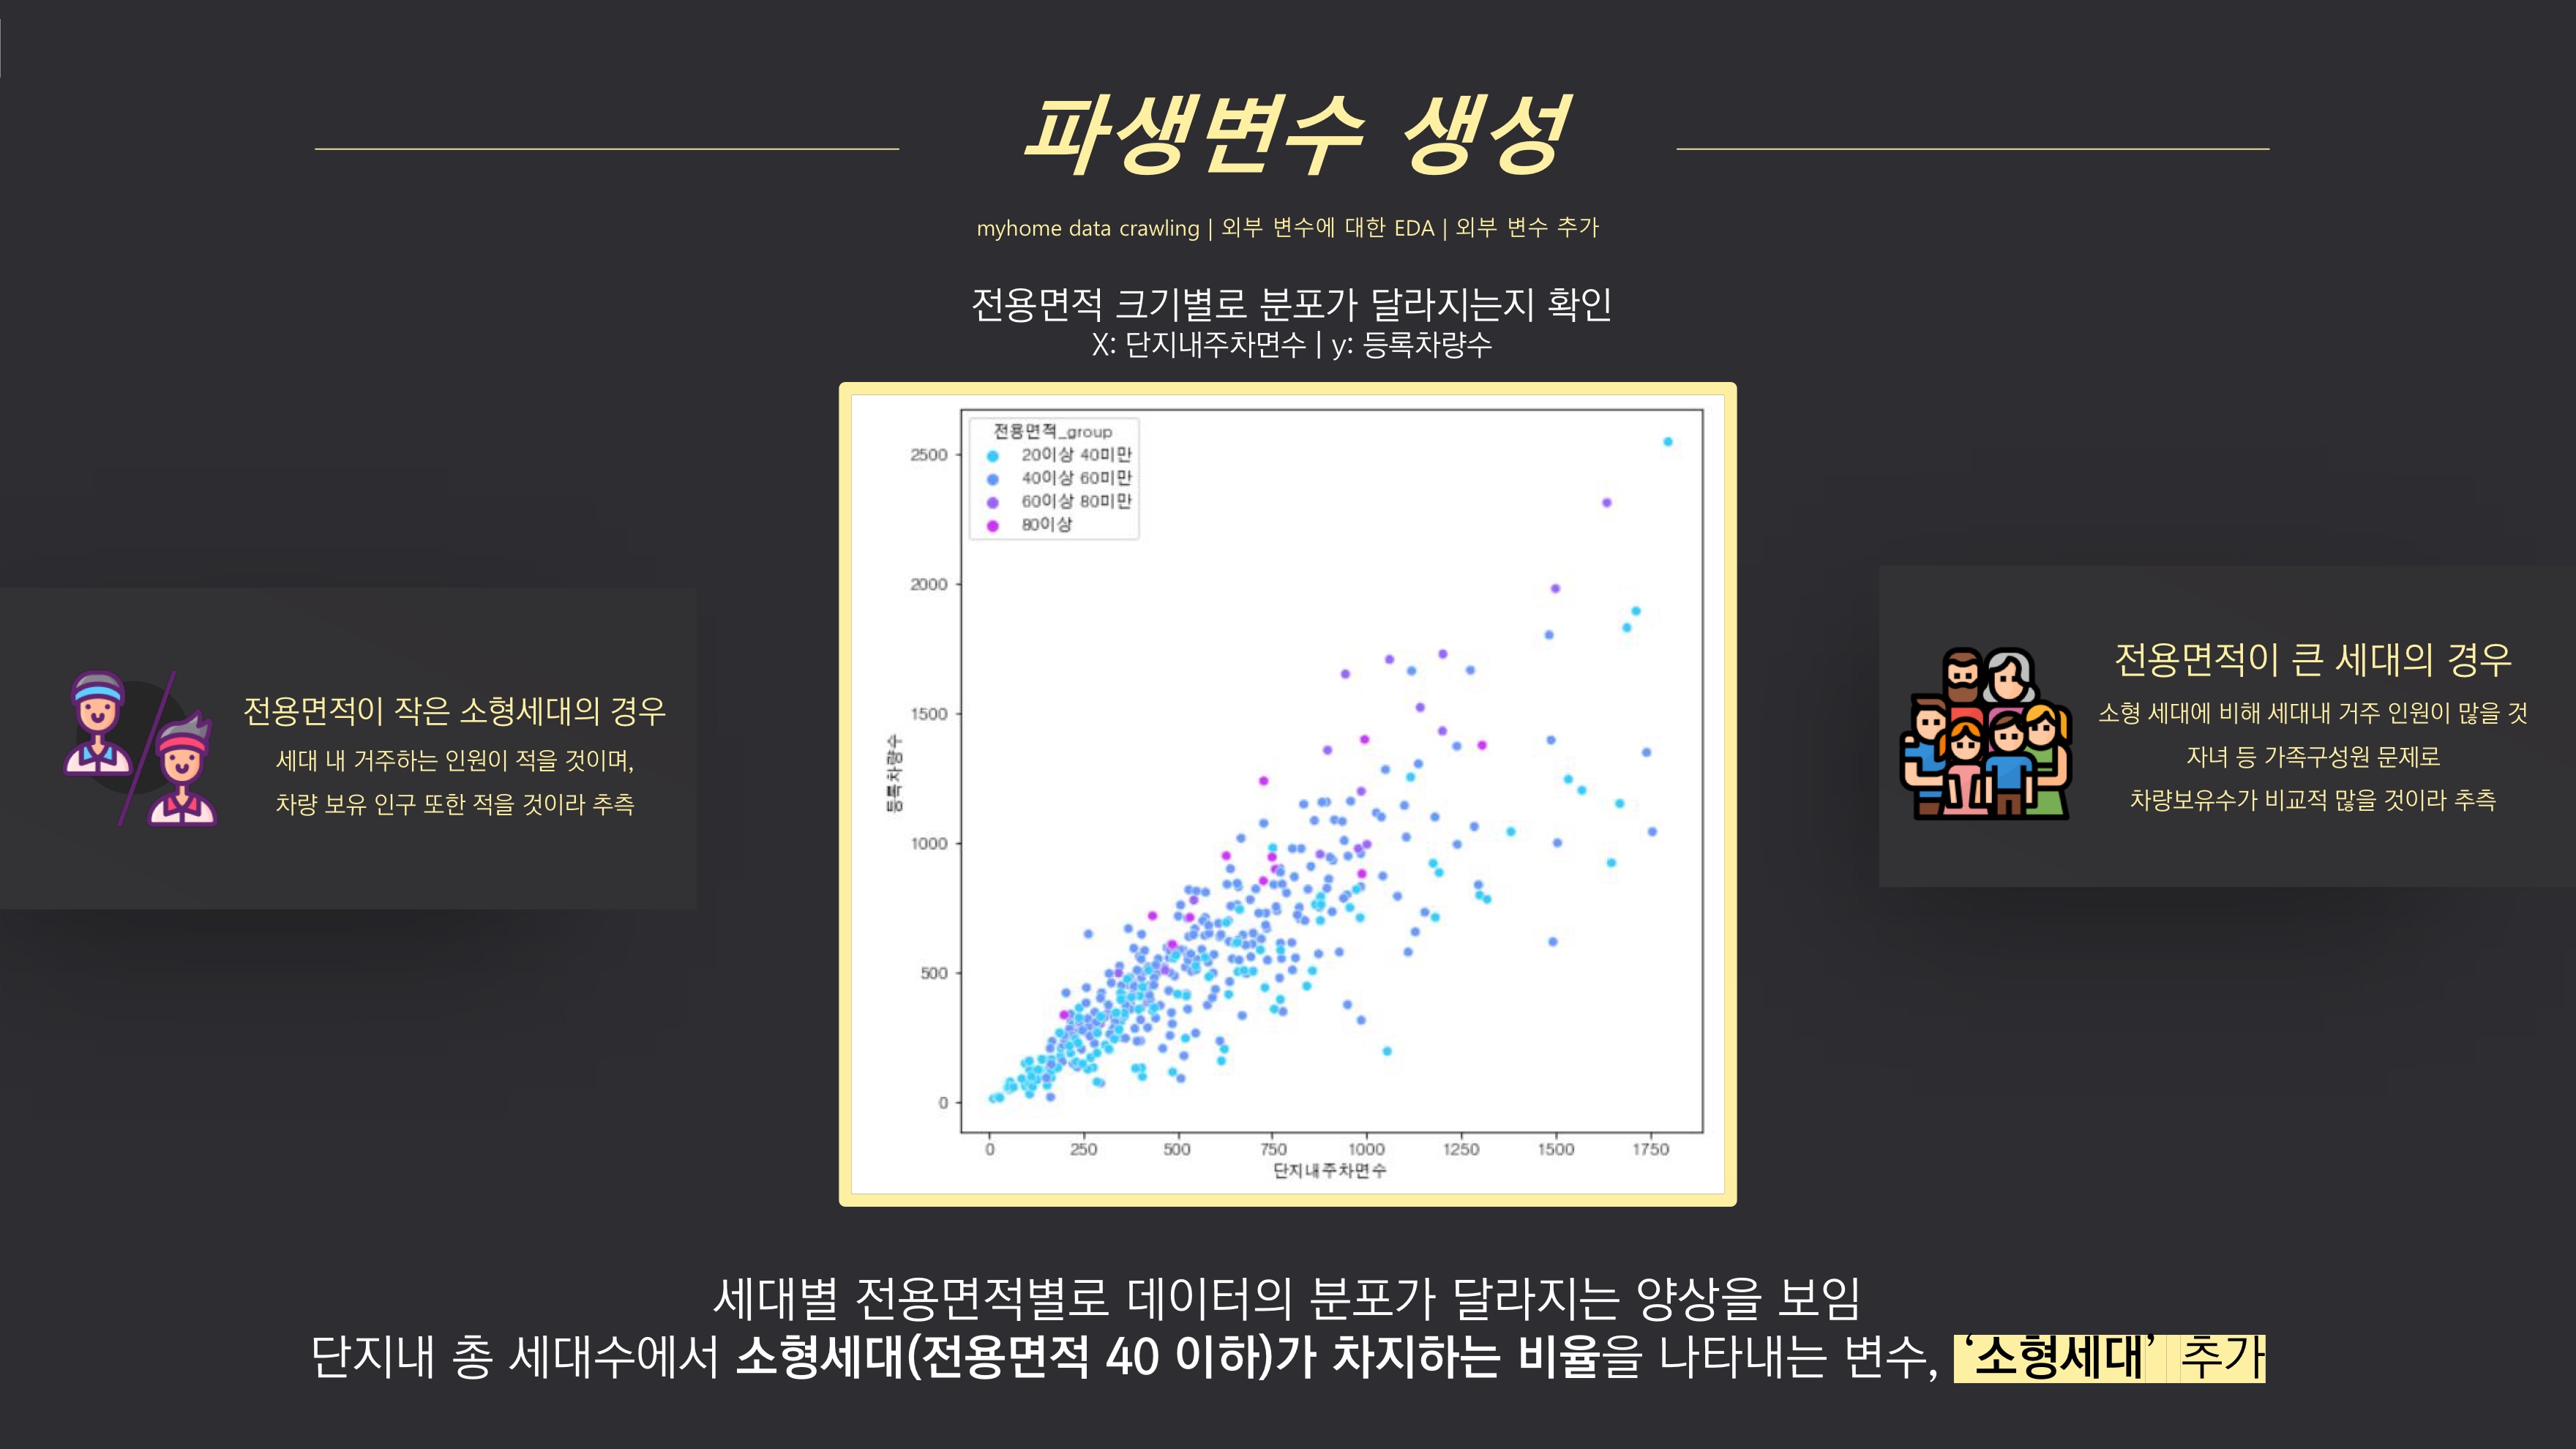 파생변수 생성
myhome data crawling | 외부 변수에 대한 EDA | 외부 변수 추가
전용면적 크기별로 분포가 달라지는지 확인
X: 단지내주차면수 | y: 등록차량수
전용면적이 작은 소형세대의 경우
세대 내 거주하는 인원이 적을 것이며,
차량 보유 인구 또한 적을 것이라 추측
전용면적_group
20이상 40미만
40이상 60미만
60이상 80미만
80이상
2500
2000
1500
1000
500
0
등록차량수
0 250 500 750 1000 1250 1500 1750
단지내주차면수
전용면적이 큰 세대의 경우
소형 세대에 비해 세대내 거주 인원이 많을 것
자녀 등 가족구성원 문제로
차량보유수가 비교적 많을 것이라 추측
세대별 전용면적별로 데이터의 분포가 달라지는 양상을 보임
단지내 총 세대수에서 소형세대(전용면적 40 이하)가 차지하는 비율을 나타내는 변수, ‘소형세대’ 추가